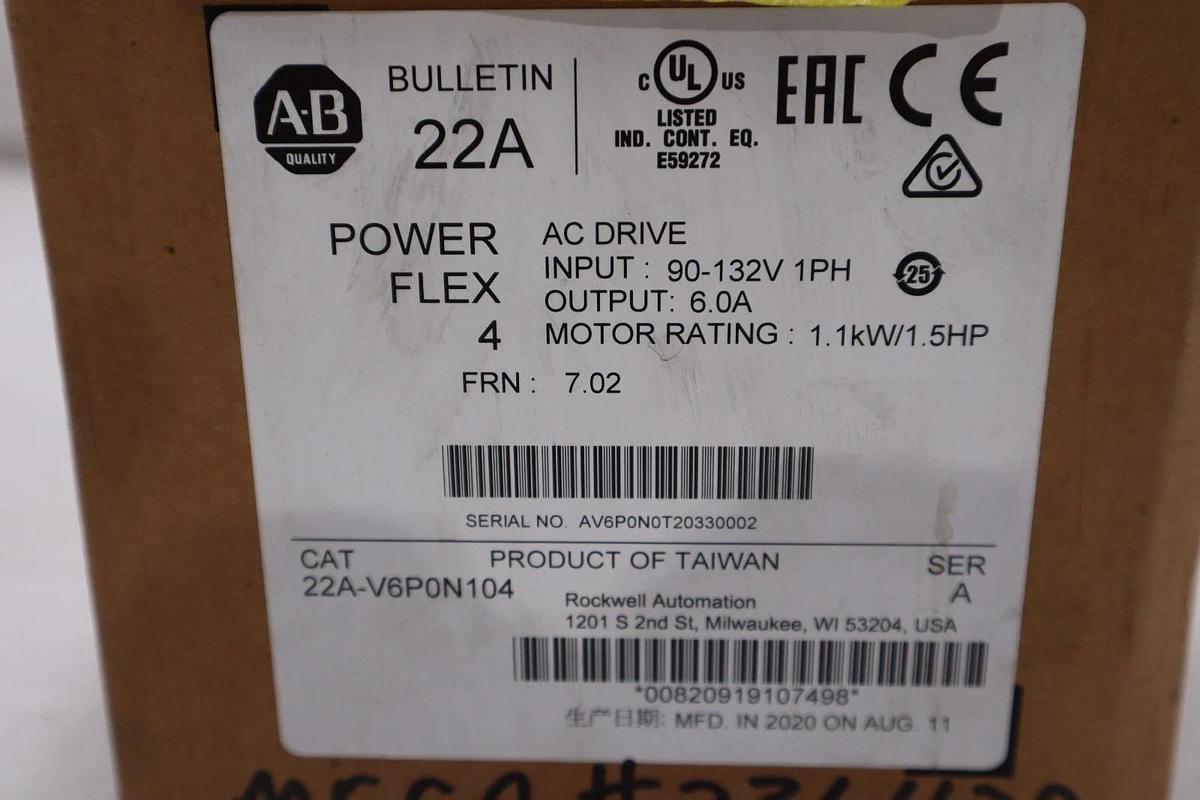 A-B
QUALITY
BULLETIN
22A
C UL US
LISTED
IND. CONT. EQ.
E59272
EAC CE
POWER
FLEX
4
AC DRIVE
INPUT : 90-132V 1PH
OUTPUT: 6.0A
MOTOR RATING : 1.1kW/1.5HP
25
FRN : 7.02
SERIAL NO. AV6P0N0T20330002
CAT
22A-V6P0N104
PRODUCT OF TAIWAN
SER
A
Rockwell Automation
1201 S 2nd St, Milwaukee, WI 53204, USA
*00820919107498*
生产日期: MFD. IN 2020 ON AUG. 11